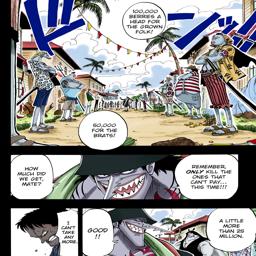 100,000
BERRIES A
HEAD FOR
THE GROWN
FOLK!
50,000
FOR THE
BRATS!
REMEMBER,
ONLY KILL
THE ONES
THAT CAN'T
PAY...
THIS TIME!!!
HOW
MUCH DID
WE GET,
MATE?
A LITTLE
MORE
THAN 25
MILLION.
GOOD
!!
I
CAN'T
TAKE
ANY
MORE.